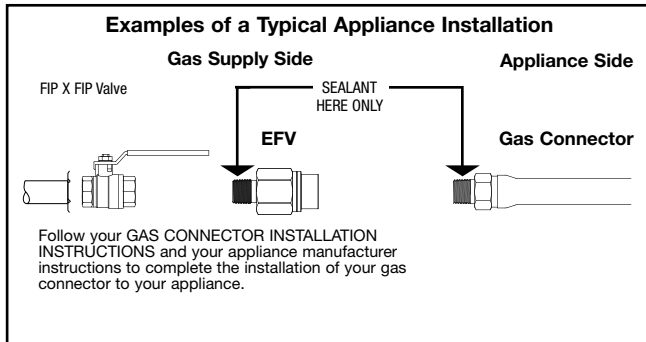 Examples of a Typical Appliance Installation
Gas Supply Side
Appliance Side
FIP X FIP Valve
SEALANT
HERE ONLY
EFV
Gas Connector
Follow your GAS CONNECTOR INSTALLATION
INSTRUCTIONS and your appliance manufacturer
instructions to complete the installation of your gas
connector to your appliance.